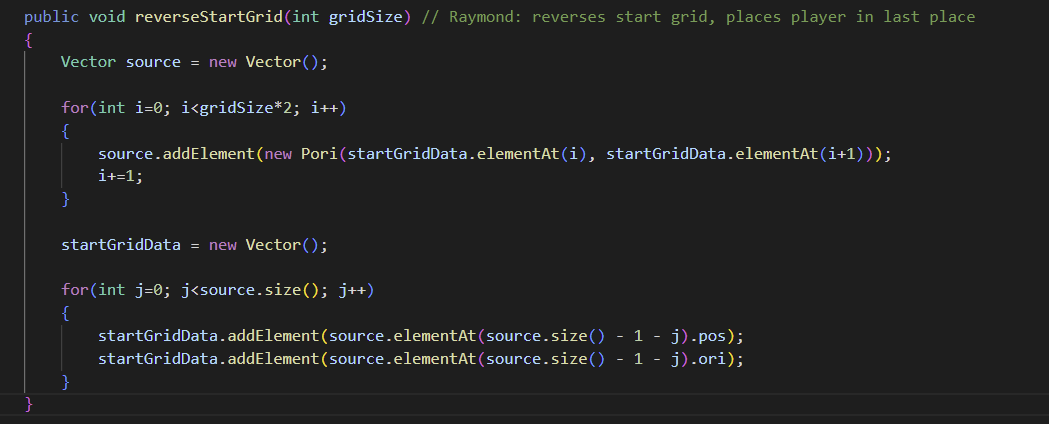 public void reverseStartGrid(int gridSize) // Raymond: reverses start grid, places player in last place
{
Vector source = new Vector();
for(int i=0; i<gridSize*2; i++)
{
source.addElement(new Pori(startGridData.elementAt(i), startGridData.elementAt(i+1)));
i+=1;
}
startGridData = new Vector();
for(int j=0; j<source.size(); j++)
{
startGridData.addElement(source.elementAt(source.size() - 1 - j).pos);
startGridData.addElement(source.elementAt(source.size() - 1 - j).ori);
}
}